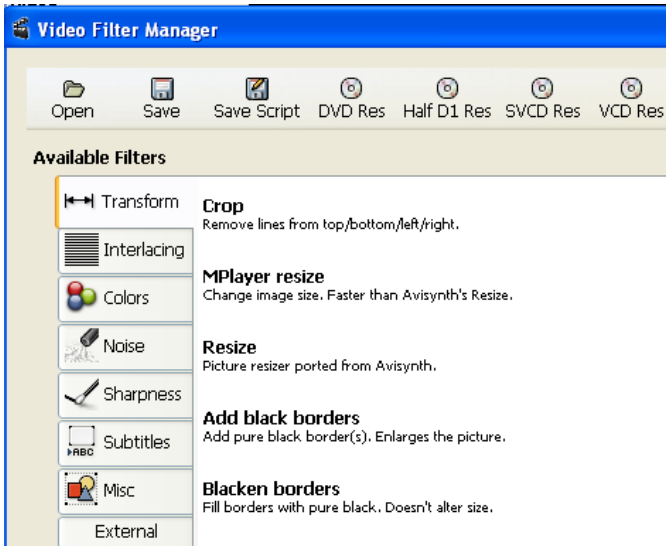 Video Filter Manager
Open Save Save Script DVD Res Half D1 Res SVCD Res VCD Res
Available Filters
Transform
Interlacing
Colors
Noise
Sharpness
ABC
Subtitles
Misc
External
Crop
Remove lines from top/bottom/left/right.
MPlayer resize
Change image size. Faster than Avisynth's Resize.
Resize
Picture resizer ported from Avisynth.
Add black borders
Add pure black border(s). Enlarges the picture.
Blacken borders
Fill borders with pure black. Doesn't alter size.